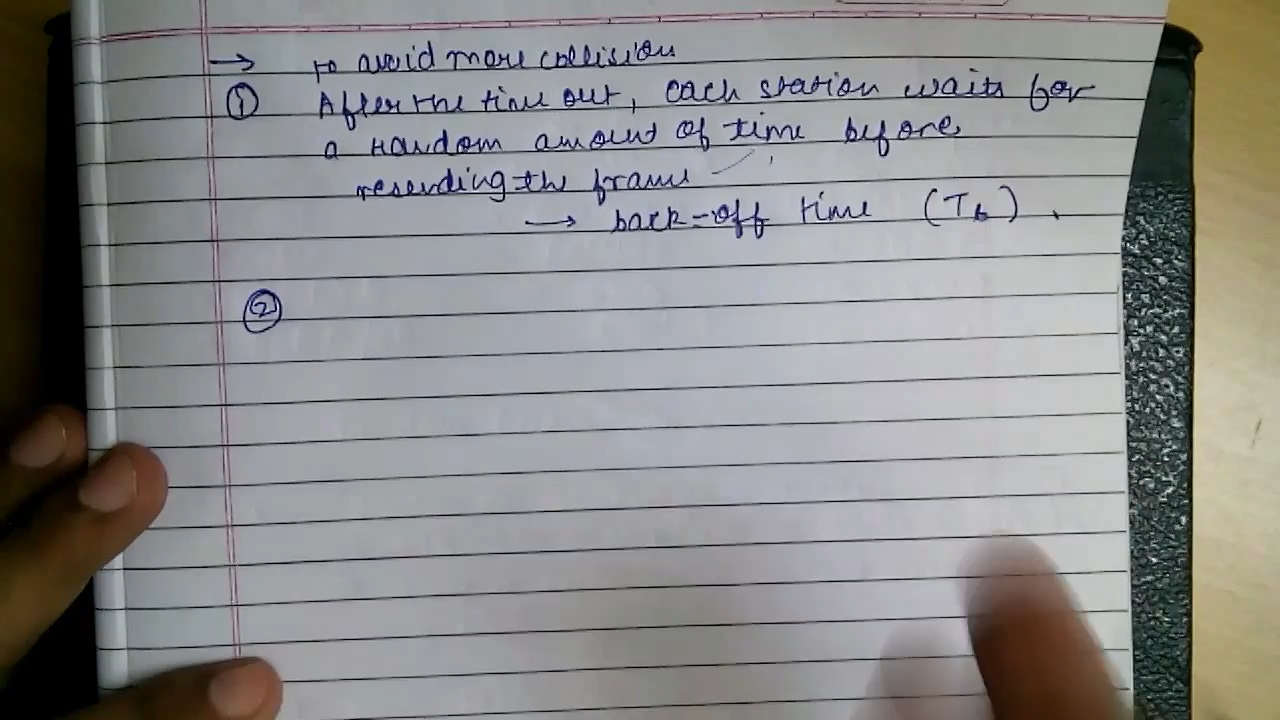 → to avoid more collision
① After the time out, each station waits for
a random amount of time before
resending the frame
→ back-off time (Tb).
②